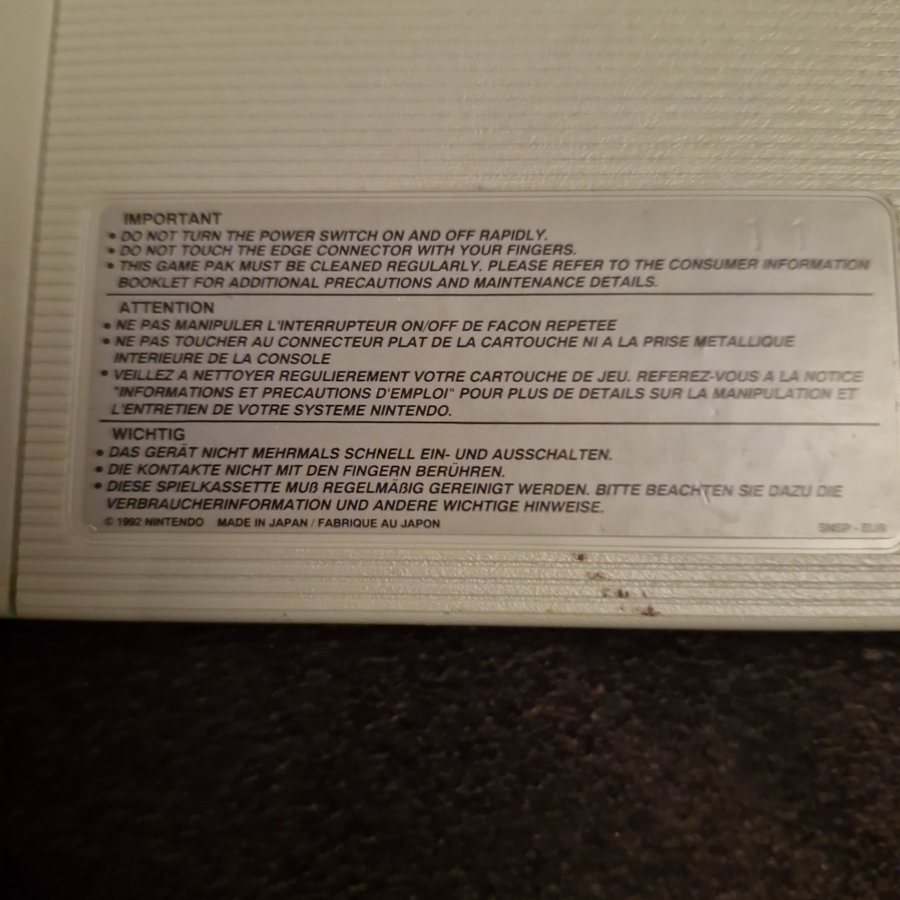 IMPORTANT
11
• DO NOT TURN THE POWER SWITCH ON AND OFF RAPIDLY.
• DO NOT TOUCH THE EDGE CONNECTOR WITH YOUR FINGERS.
• THIS GAME PAK MUST BE CLEANED REGULARLY. PLEASE REFER TO THE CONSUMER INFORMATION
BOOKLET FOR ADDITIONAL PRECAUTIONS AND MAINTENANCE DETAILS.
ATTENTION
• NE PAS MANIPULER L'INTERRUPTEUR ON/OFF DE FACON REPETEE
• NE PAS TOUCHER AU CONNECTEUR PLAT DE LA CARTOUCHE NI A LA PRISE METALLIQUE
INTERIEURE DE LA CONSOLE
• VEILLEZ A NETTOYER REGULIEREMENT VOTRE CARTOUCHE DE JEU. REFEREZ-VOUS A LA NOTICE
"INFORMATIONS ET PRECAUTIONS D'EMPLOI" POUR PLUS DE DETAILS SUR LA MANIPULATION ET
L'ENTRETIEN DE VOTRE SYSTEME NINTENDO.
WICHTIG
• DAS GERÄT NICHT MEHRMALS SCHNELL EIN- UND AUSSCHALTEN.
• DIE KONTAKTE NICHT MIT DEN FINGERN BERÜHREN.
• DIESE SPIELKASSETTE MUß REGELMÄßIG GEREINIGT WERDEN. BITTE BEACHTEN SIE DAZU DIE
VERBRAUCHERINFORMATION UND ANDERE WICHTIGE HINWEISE.
© 1992 NINTENDO MADE IN JAPAN / FABRIQUE AU JAPON SNSP - EUR